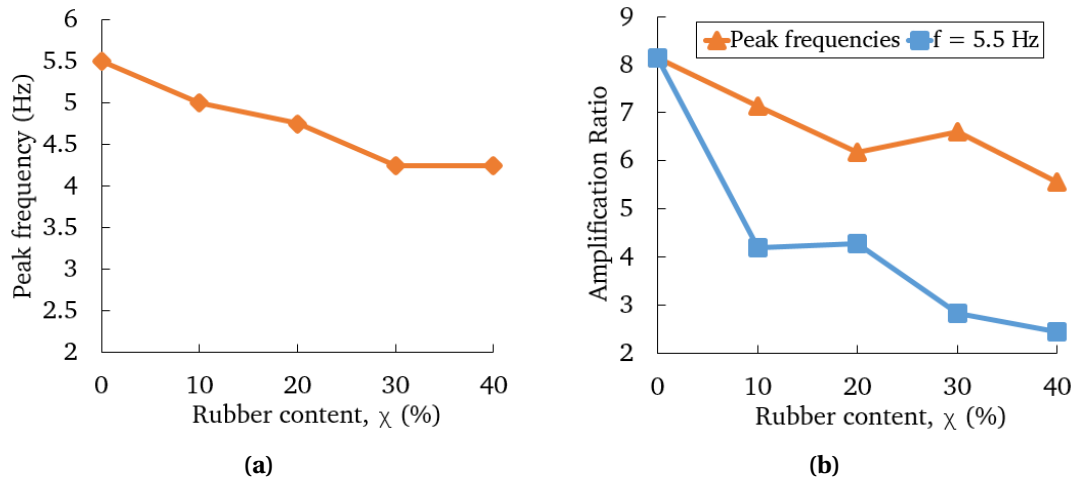 6
5.5
5
4.5
4
3.5
3
2.5
2
0 10 20 30 40
Peak frequency (Hz)
Rubber content, χ (%)
(a)
9
8
7
6
5
4
3
2
0 10 20 30 40
Amplification Ratio
Peak frequencies f = 5.5 Hz
Rubber content, χ (%)
(b)